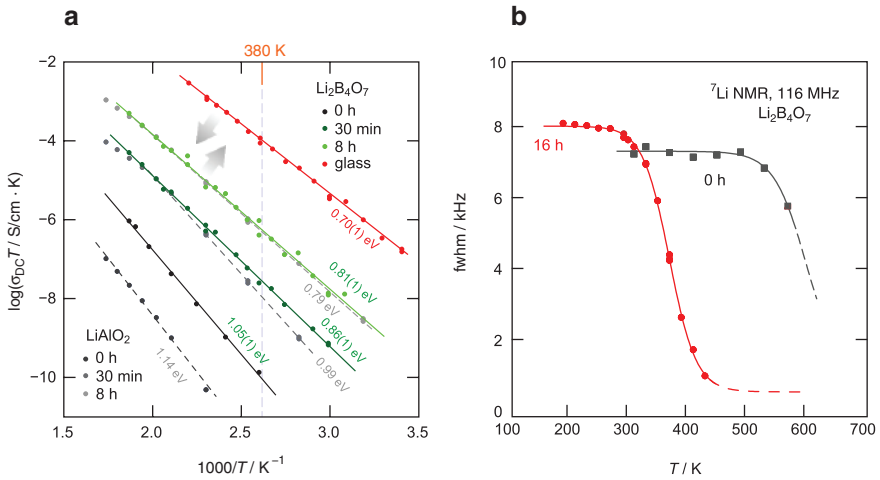 a
380 K
−2
−4
−6
−8
−10
log(σDCT / S/cm · K)
Li2B4O7
0 h
30 min
8 h
glass
0.70(1) eV
0.81(1) eV
0.79 eV
0.86(1) eV
0.99 eV
1.05(1) eV
1.14 eV
LiAlO2
0 h
30 min
8 h
1.5 2.0 2.5 3.0 3.5
1000/T / K−1
b
10
8
6
4
2
0
fwhm / kHz
7Li NMR, 116 MHz
Li2B4O7
16 h
0 h
100 200 300 400 500 600 700
T / K